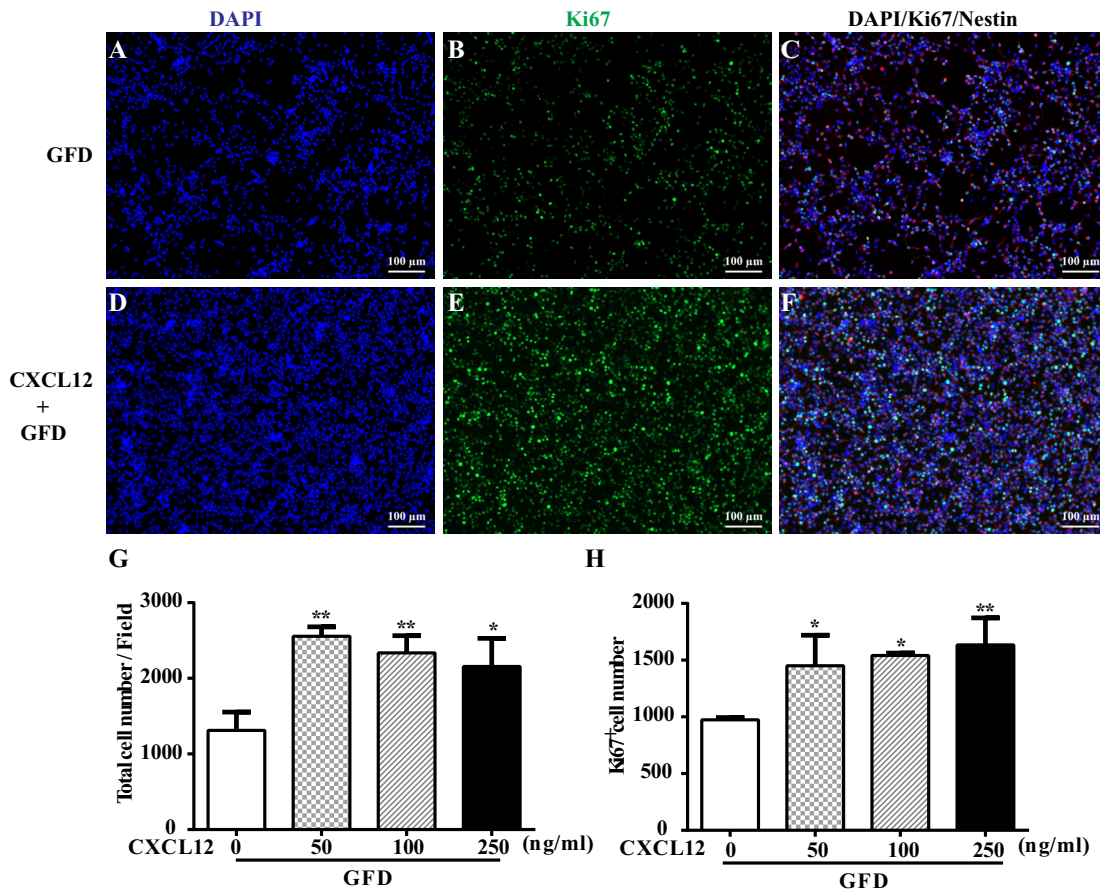 DAPI Ki67 DAPI/Ki67/Nestin
A B C
GFD
100 µm 100 µm 100 µm
D E F
CXCL12
+
GFD
100 µm 100 µm 100 µm
G H
Total cell number / Field
3000
2000
1000
0
** ** *
CXCL12 0 50 100 250 (ng/ml)
GFD
Ki67+cell number
2000
1500
1000
500
0
* * **
CXCL12 0 50 100 250 (ng/ml)
GFD